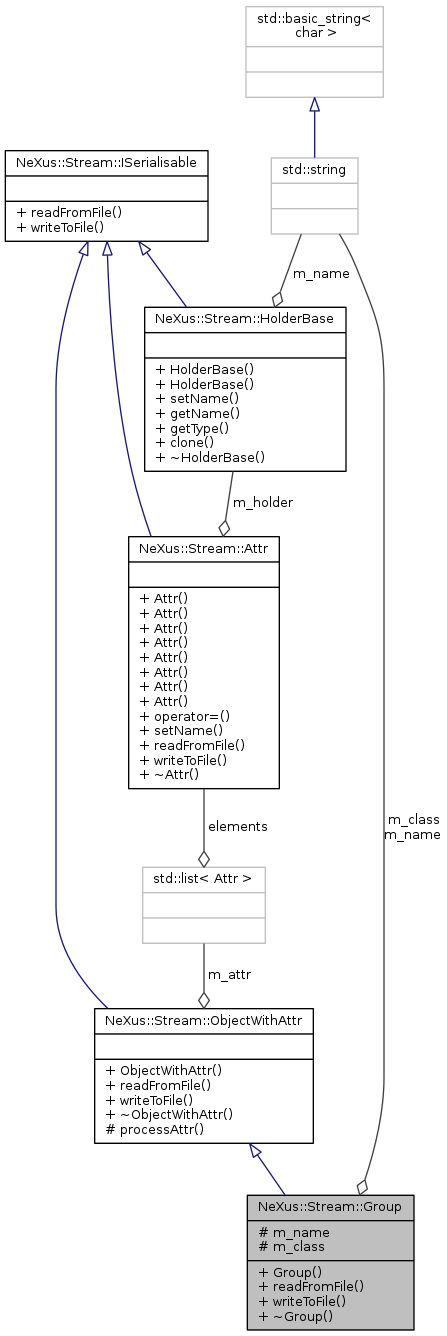 std::basic_string<
char >
std::string
NeXus::Stream::ISerialisable
+ readFromFile()
+ writeToFile()
m_name
NeXus::Stream::HolderBase
+ HolderBase()
+ HolderBase()
+ setName()
+ getName()
+ getType()
+ clone()
+ ~HolderBase()
m_holder
NeXus::Stream::Attr
+ Attr()
+ Attr()
+ Attr()
+ Attr()
+ Attr()
+ Attr()
+ Attr()
+ Attr()
+ operator=()
+ setName()
+ readFromFile()
+ writeToFile()
+ ~Attr()
elements
m_class
m_name
std::list< Attr >
m_attr
NeXus::Stream::ObjectWithAttr
+ ObjectWithAttr()
+ readFromFile()
+ writeToFile()
+ ~ObjectWithAttr()
# processAttr()
NeXus::Stream::Group
# m_name
# m_class
+ Group()
+ readFromFile()
+ writeToFile()
+ ~Group()